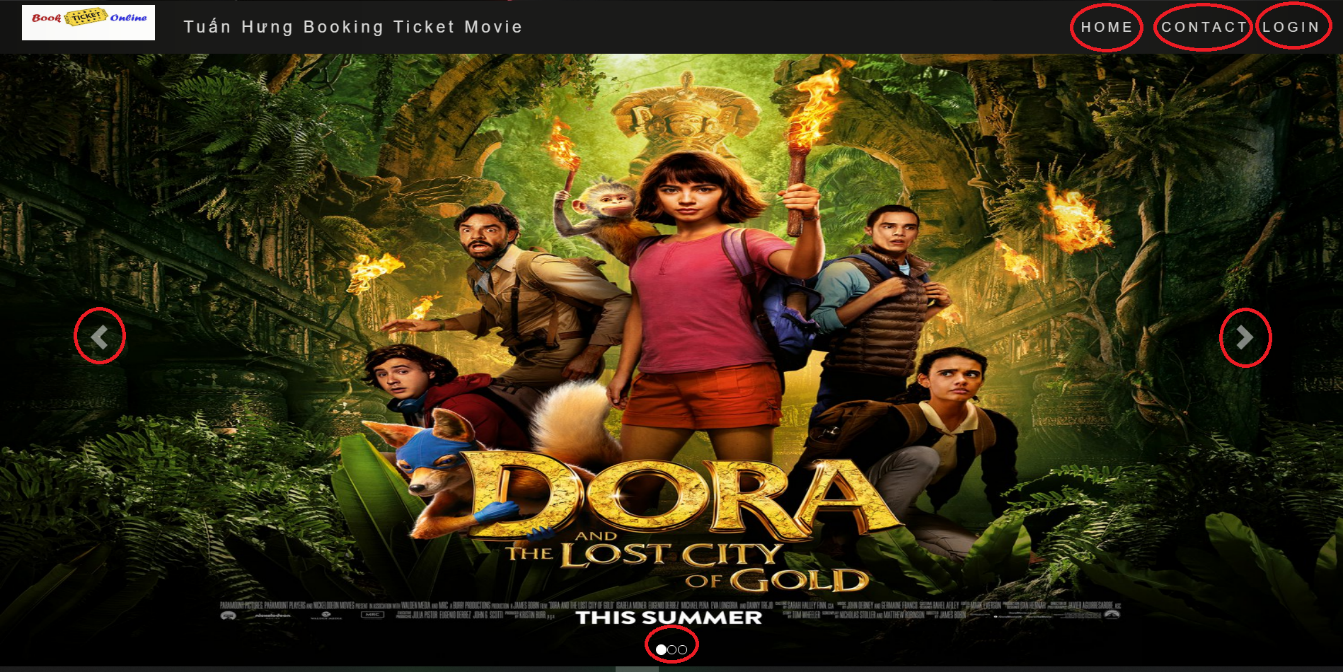 Book TICKET Online
Tuấn Hưng Booking Ticket Movie
HOME CONTACT LOGIN
DORA
AND
THE LOST CITY
OF GOLD
THIS SUMMER